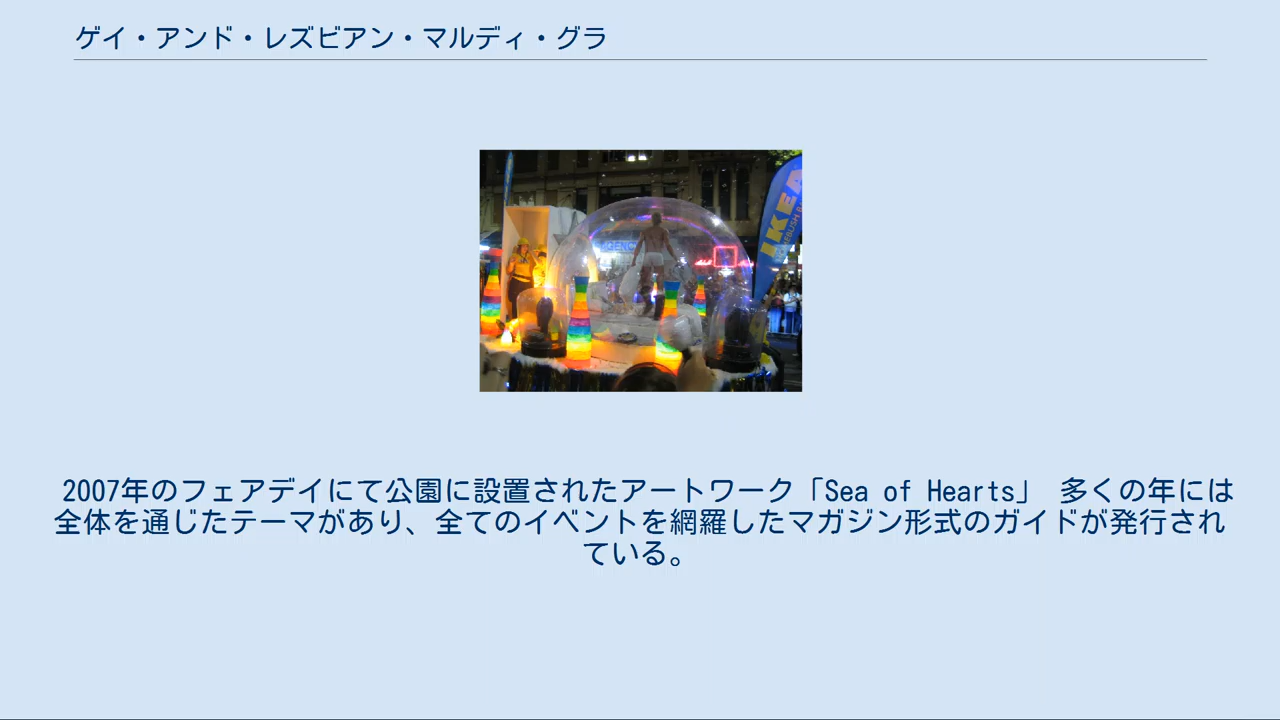 ゲイ・アンド・レズビアン・マルディ・グラ
IKEA
2007年のフェアデイにて公園に設置されたアートワーク「Sea of Hearts」 多くの年には
全体を通じたテーマがあり、全てのイベントを網羅したマガジン形式のガイドが発行され
ている。